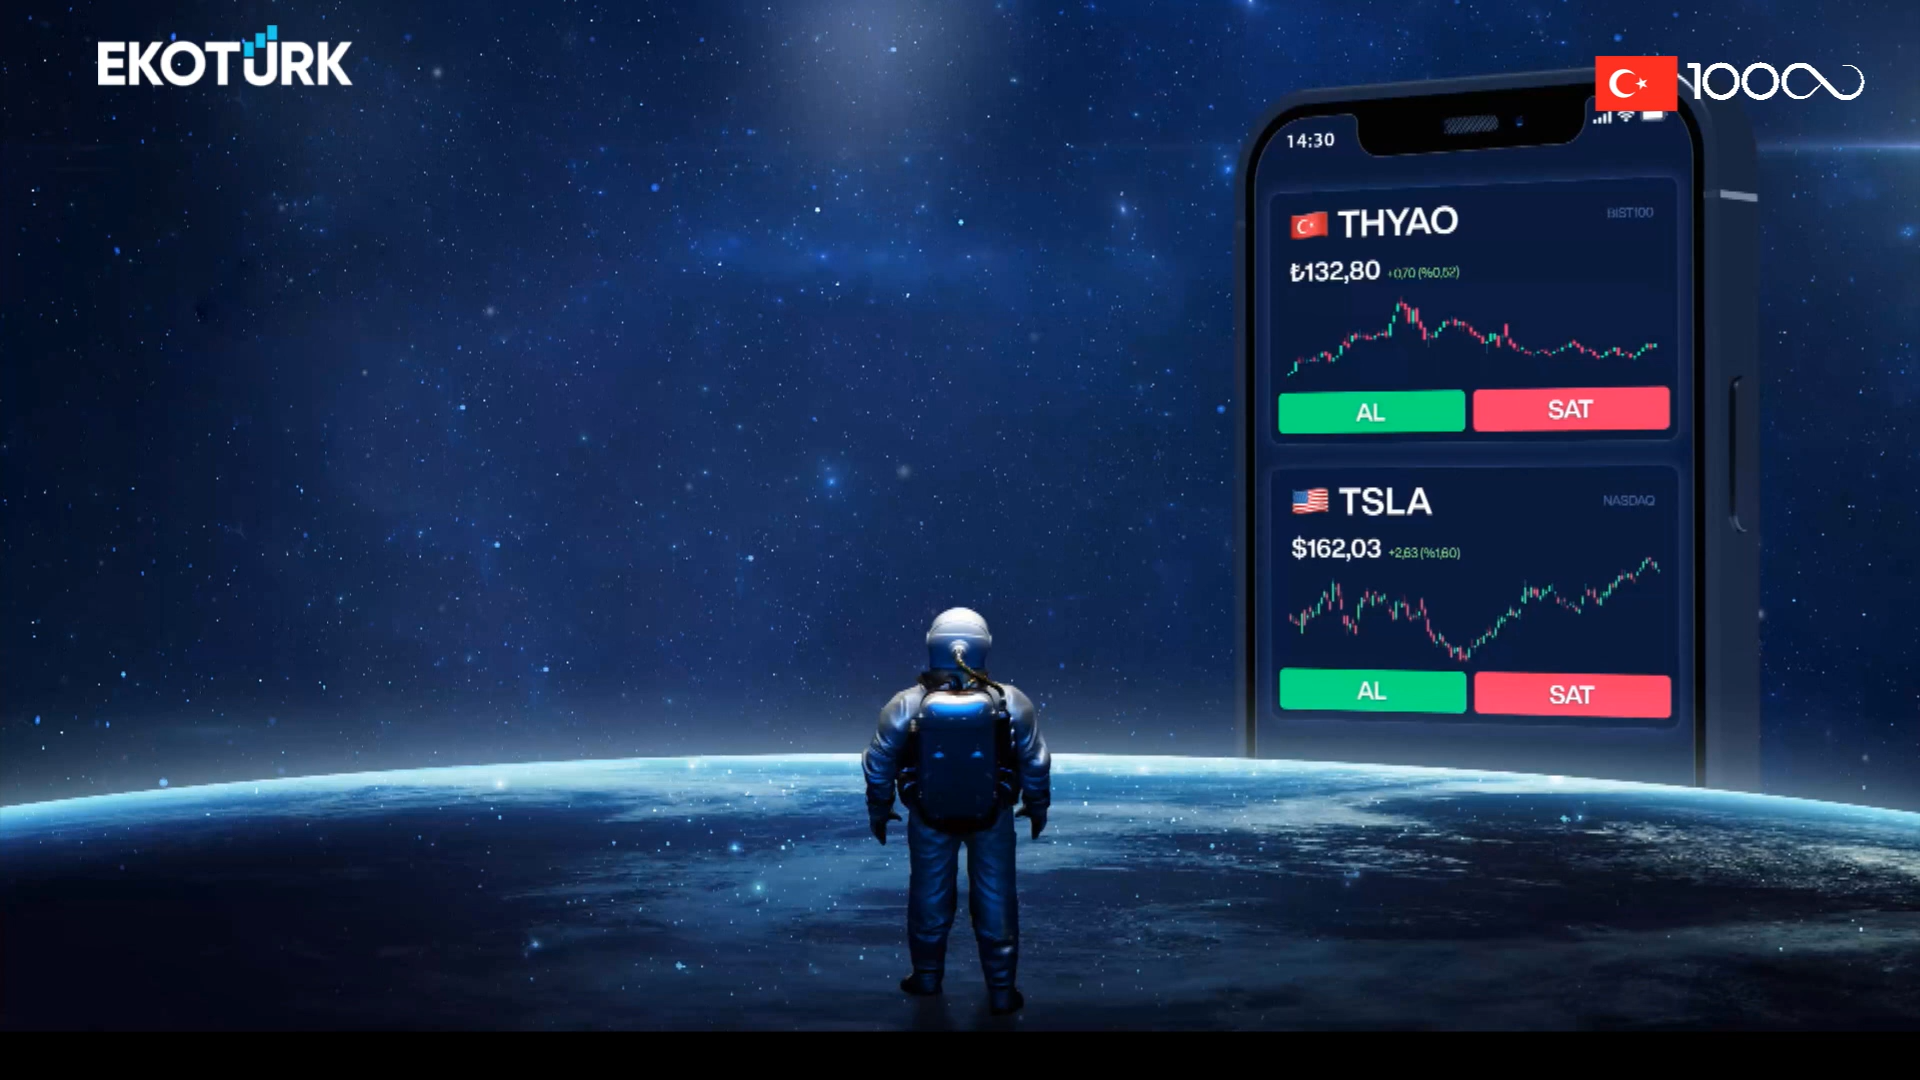 EKOTÜRK
100
14:30
THYAO
BIST100
₺132,80 +0,70 (%0,52)
AL
SAT
TSLA
NASDAQ
$162,03 +2,63 (%1,60)
AL
SAT